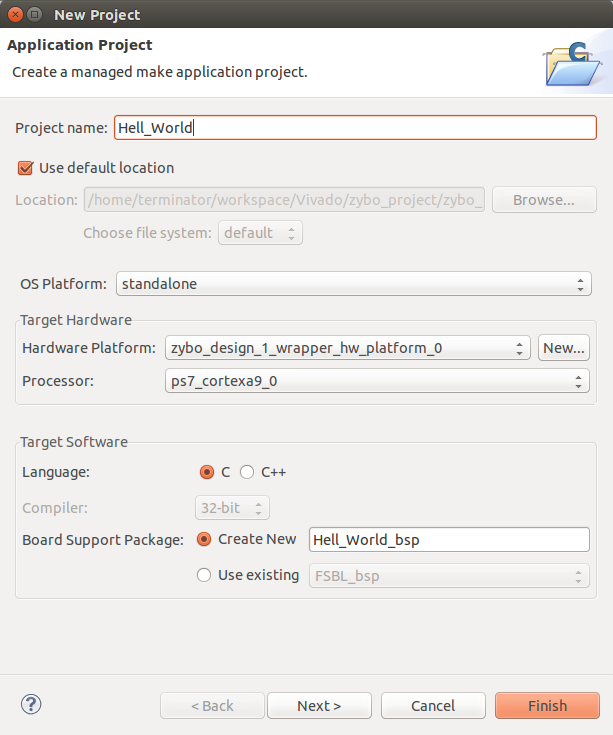 New Project
Application Project
Create a managed make application project.
Project name: Hell_World
Use default location
Location: /home/terminator/workspace/Vivado/zybo_project/zybo_ Browse...
Choose file system: default
OS Platform: standalone
Target Hardware
Hardware Platform: zybo_design_1_wrapper_hw_platform_0 New...
Processor: ps7_cortexa9_0
Target Software
Language: C C++
Compiler: 32-bit
Board Support Package: Create New Hell_World_bsp
Use existing FSBL_bsp
? < Back Next > Cancel Finish